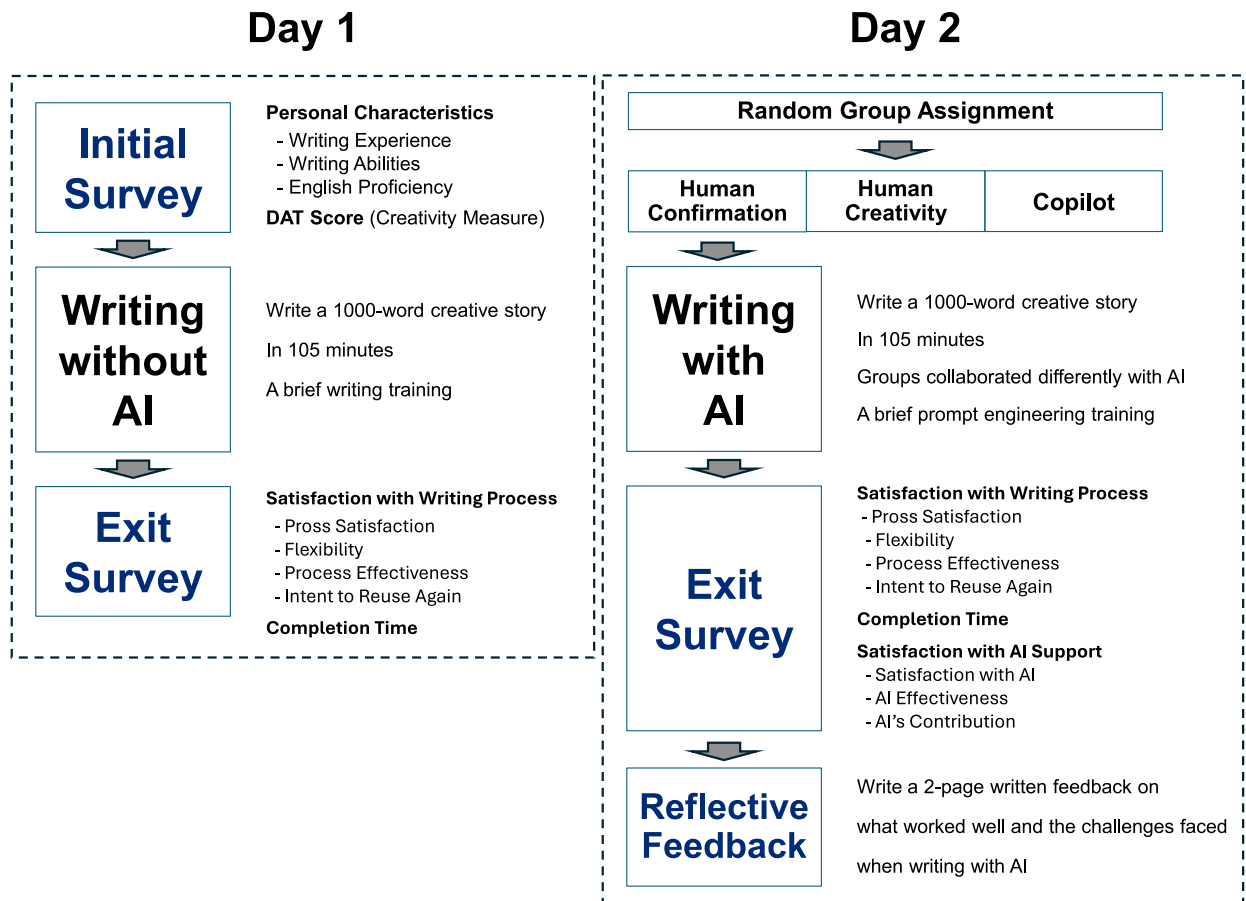 Day 1
Initial
Survey
Personal Characteristics
- Writing Experience
- Writing Abilities
- English Proficiency
DAT Score (Creativity Measure)
Writing
without
AI
Write a 1000-word creative story
In 105 minutes
A brief writing training
Exit
Survey
Satisfaction with Writing Process
- Pross Satisfaction
- Flexibility
- Process Effectiveness
- Intent to Reuse Again
Completion Time
Day 2
Random Group Assignment
Human
Confirmation
Human
Creativity
Copilot
Writing
with
AI
Write a 1000-word creative story
In 105 minutes
Groups collaborated differently with AI
A brief prompt engineering training
Exit
Survey
Satisfaction with Writing Process
- Pross Satisfaction
- Flexibility
- Process Effectiveness
- Intent to Reuse Again
Completion Time
Satisfaction with AI Support
- Satisfaction with AI
- AI Effectiveness
- AI's Contribution
Reflective
Feedback
Write a 2-page written feedback on
what worked well and the challenges faced
when writing with AI